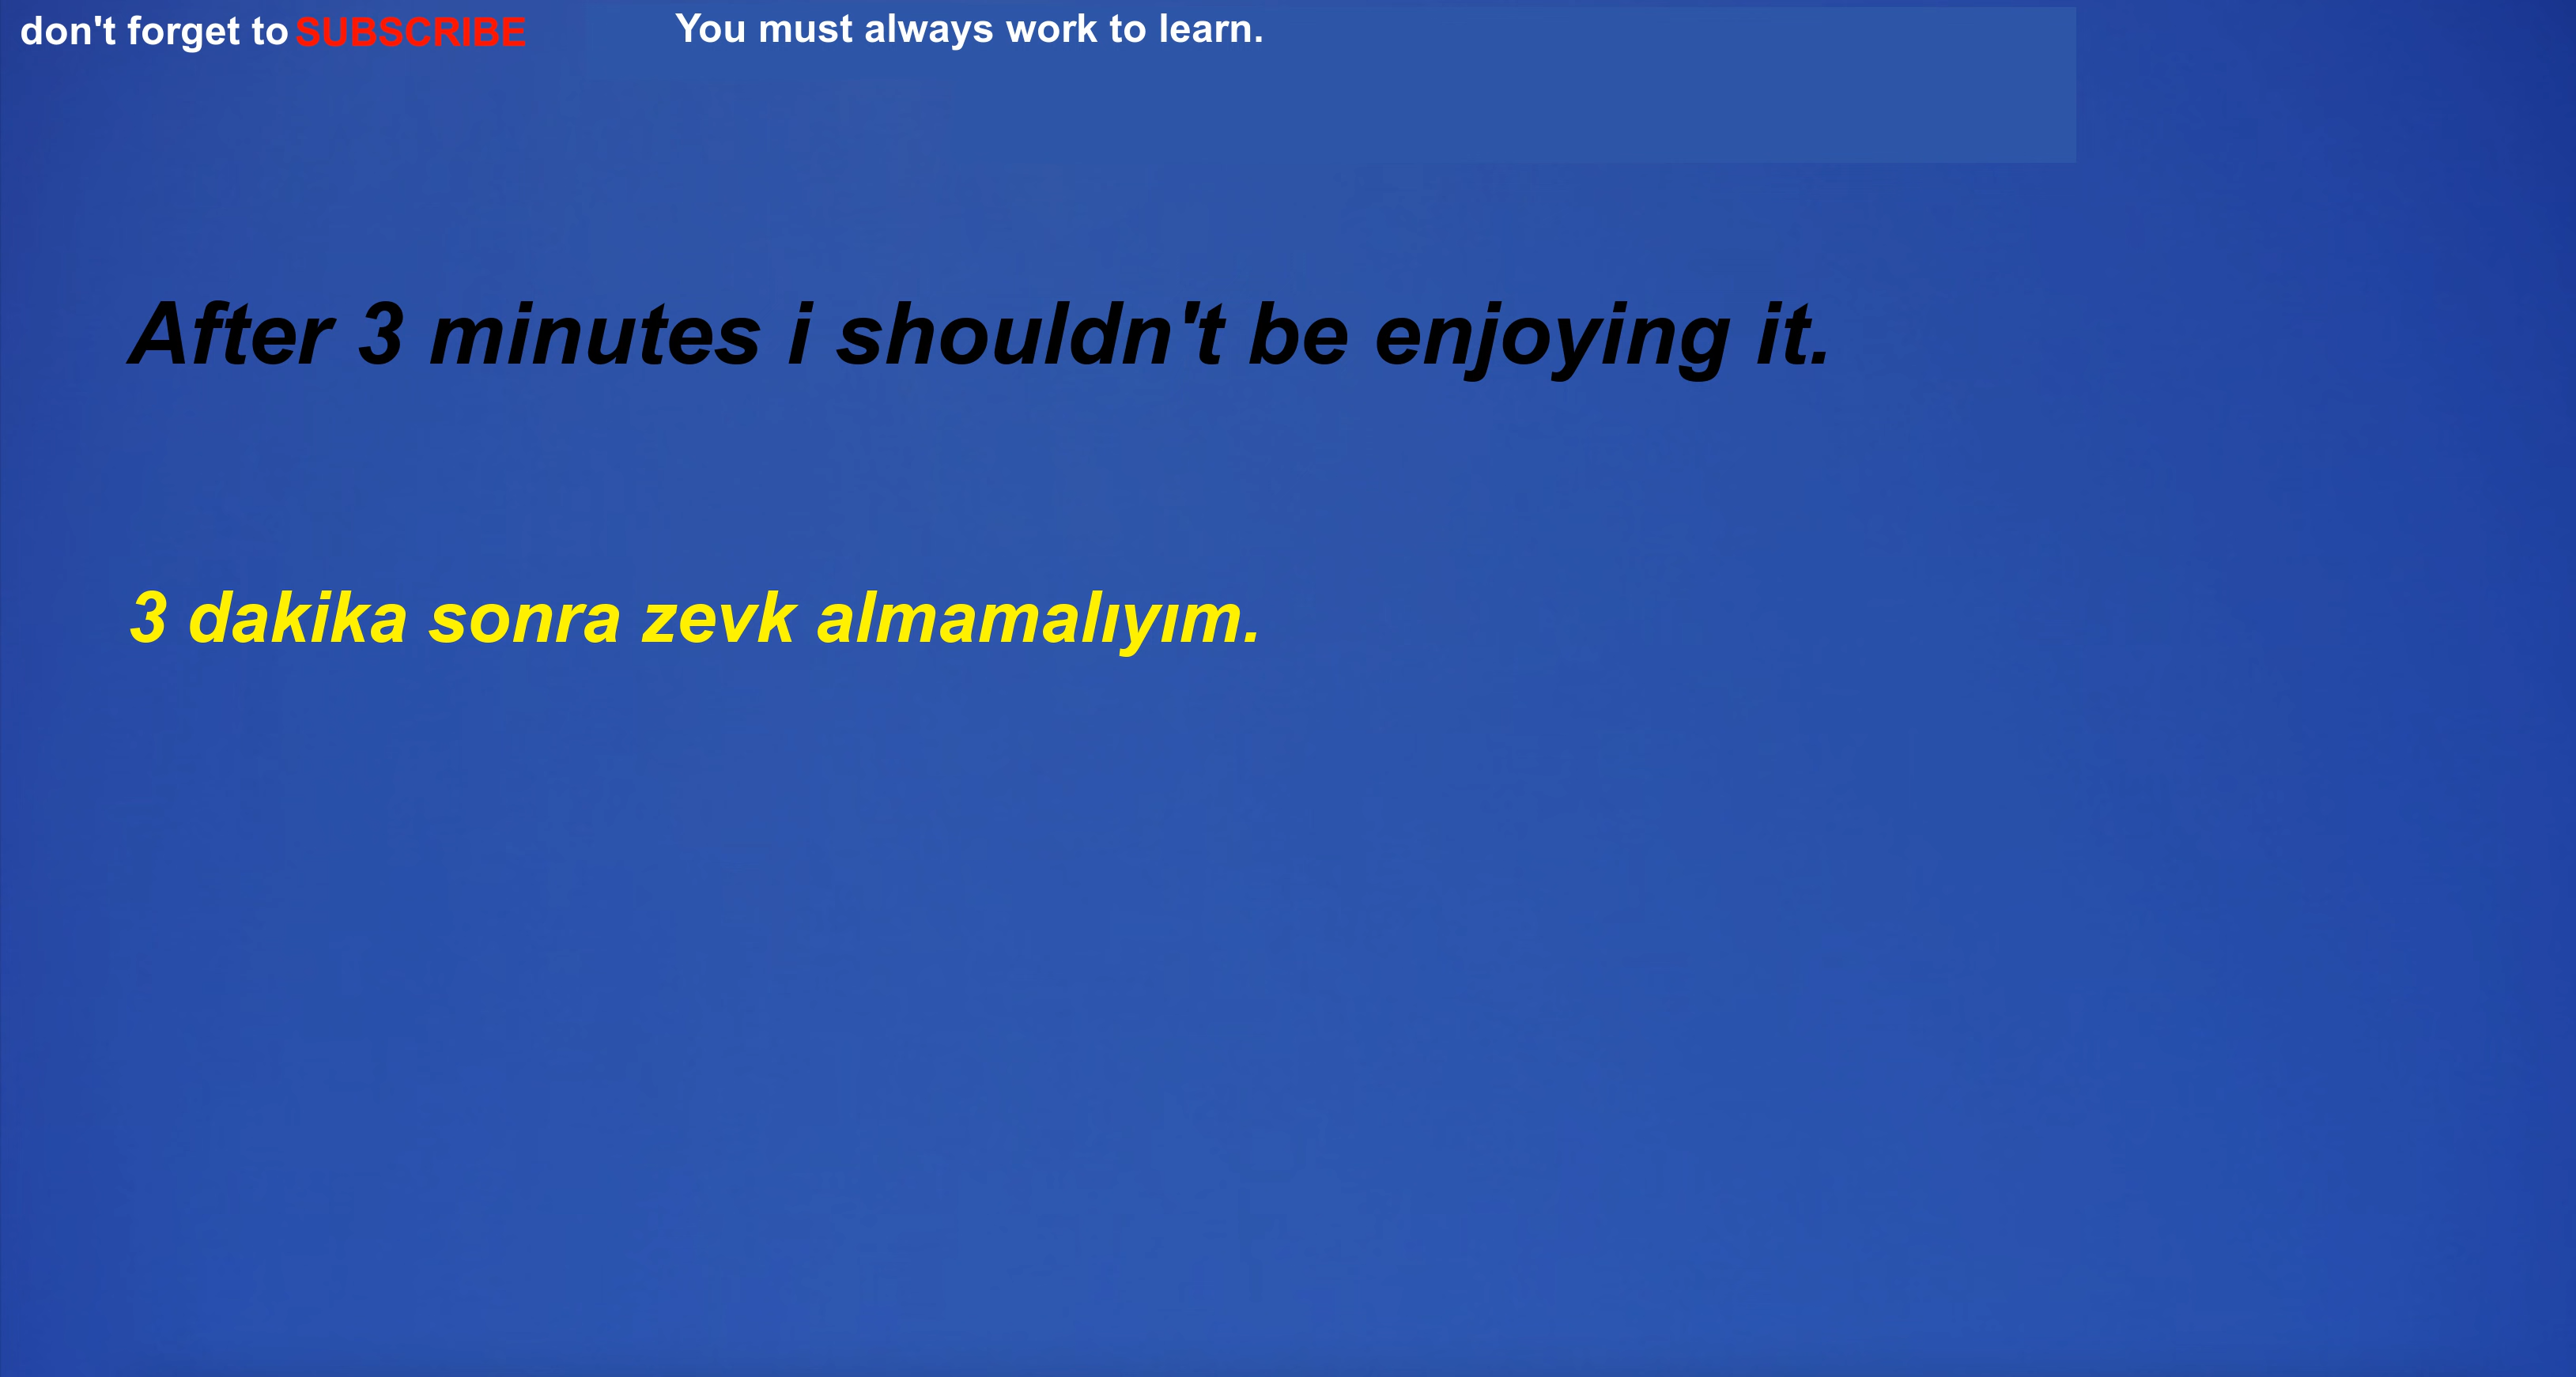 don't forget to SUBSCRIBE
You must always work to learn.
After 3 minutes i shouldn't be enjoying it.
3 dakika sonra zevk almamalıyım.